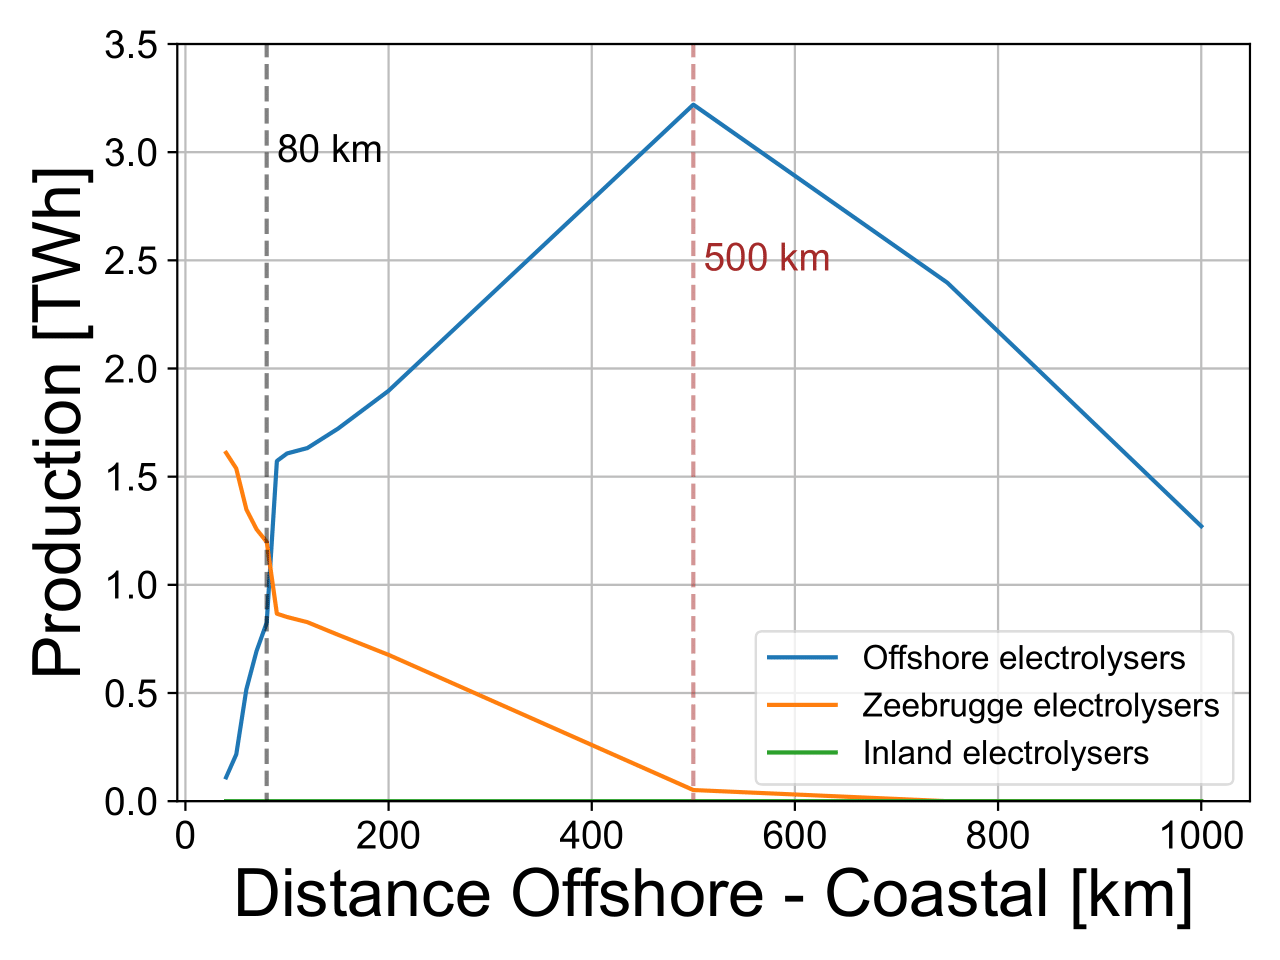 3.5
3.0
2.5
2.0
1.5
1.0
0.5
0.0
Production [TWh]
80 km
500 km
Offshore electrolysers
Zeebrugge electrolysers
Inland electrolysers
0 200 400 600 800 1000
Distance Offshore - Coastal [km]